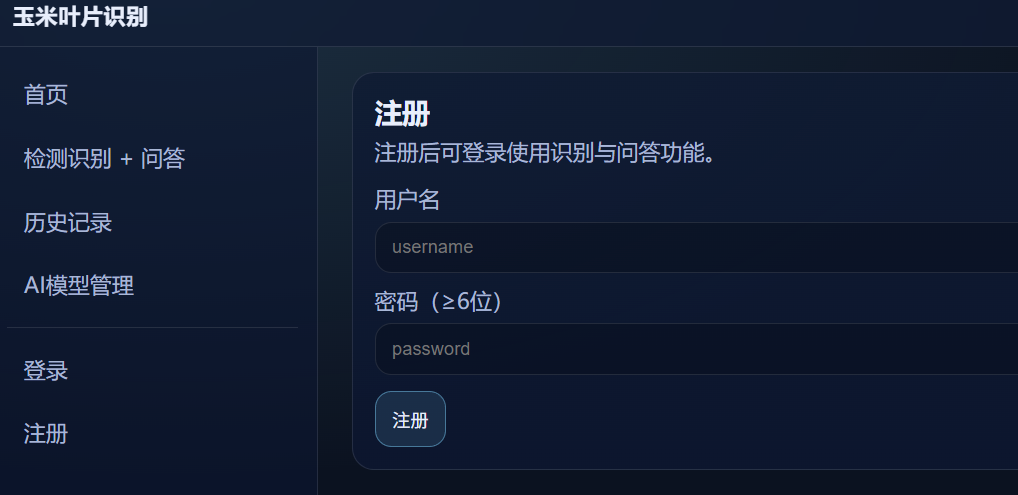 玉米叶片识别
首页
检测识别 + 问答
历史记录
AI模型管理
登录
注册
注册
注册后可登录使用识别与问答功能。
用户名
username
密码（≥6位）
password
注册